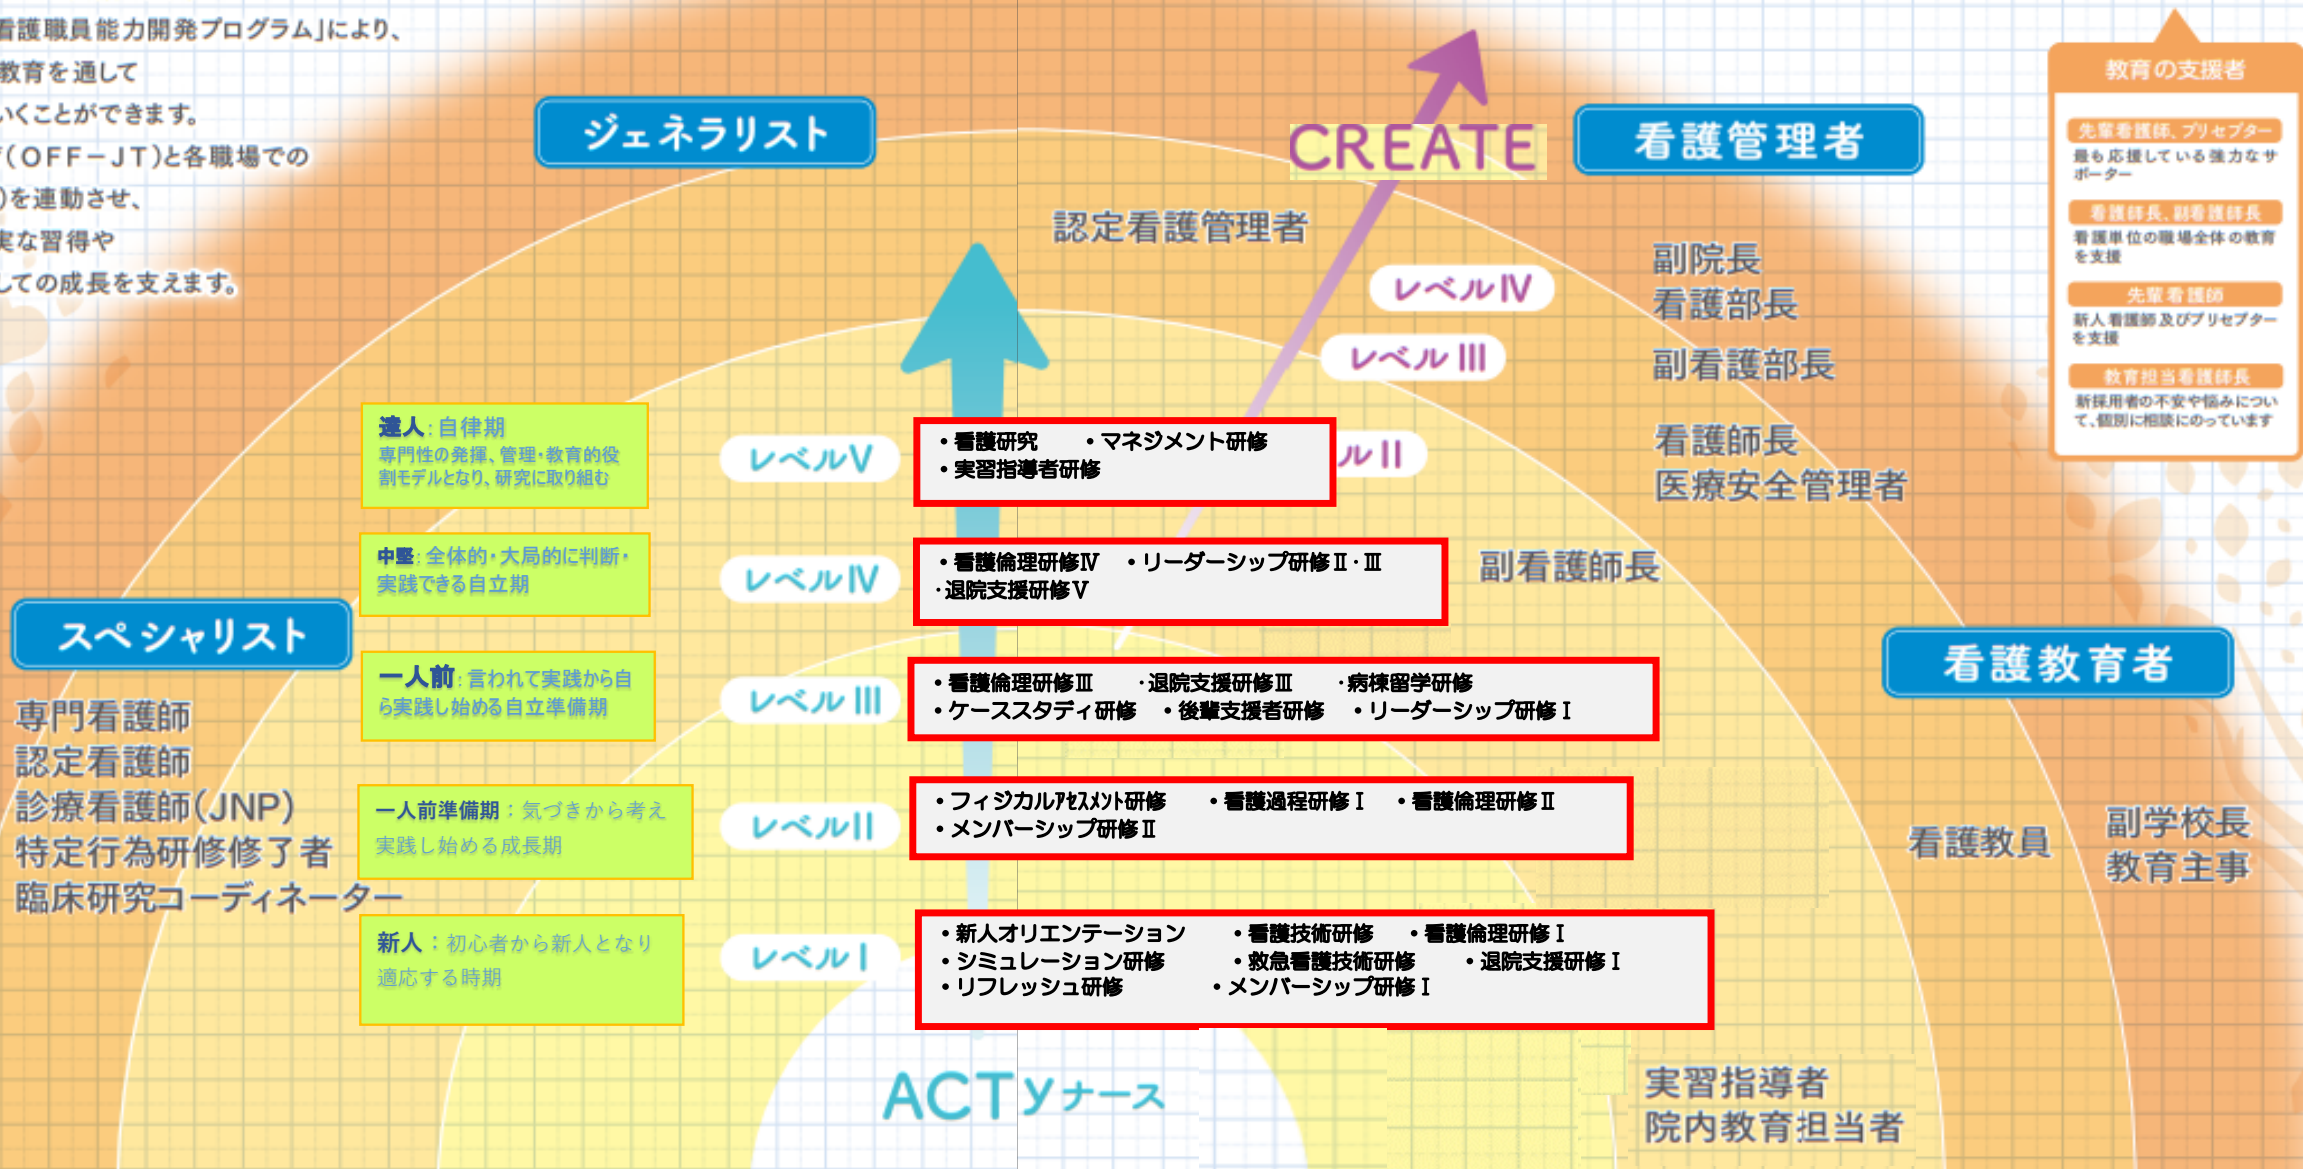 看護職員能力開発プログラム」により、
教育を通して
いくことができます。
(OFF-JT)と各職場での
)を連動させ、
実な習得や
しての成長を支えます。
ジェネラリスト
CREATE
看護管理者
認定看護管理者
レベルⅣ
レベルⅢ
ルⅡ
副院長
看護部長
副看護部長
看護師長
医療安全管理者
副看護師長
教育の支援者
先輩看護師、プリセプター
最も応援している強力なサ
ポーター
看護師長、副看護師長
看護単位の職場全体の教育
を支援
先輩看護師
新人看護師及びプリセプター
を支援
教育担当看護師長
新採用者の不安や悩みについ
て、個別に相談にのっています
達人:自律期
専門性の発揮、管理・教育的役
割モデルとなり、研究に取り組む
レベルⅤ
・看護研究 ・マネジメント研修
・実習指導者研修
中堅:全体的・大局的に判断・
実践できる自立期
レベルⅣ
・看護倫理研修Ⅳ ・リーダーシップ研修Ⅱ・Ⅲ
・退院支援研修Ⅴ
スペシャリスト
専門看護師
認定看護師
診療看護師(JNP)
特定行為研修修了者
臨床研究コーディネーター
一人前:言われて実践から自
ら実践し始める自立準備期
レベルⅢ
・看護倫理研修Ⅲ ・退院支援研修Ⅲ ・病棟留学研修
・ケーススタディ研修 ・後輩支援者研修 ・リーダーシップ研修Ⅰ
一人前準備期：気づきから考え
実践し始める成長期
レベルⅡ
・フィジカルｱｾｽﾒﾝﾄ研修 ・看護過程研修Ⅰ ・看護倫理研修Ⅱ
・メンバーシップ研修Ⅱ
新人：初心者から新人となり
適応する時期
レベルⅠ
・新人オリエンテーション ・看護技術研修 ・看護倫理研修Ⅰ
・シミュレーション研修 ・救急看護技術研修 ・退院支援研修Ⅰ
・リフレッシュ研修 ・メンバーシップ研修Ⅰ
看護教育者
看護教員
副学校長
教育主事
ACTyナース
実習指導者
院内教育担当者